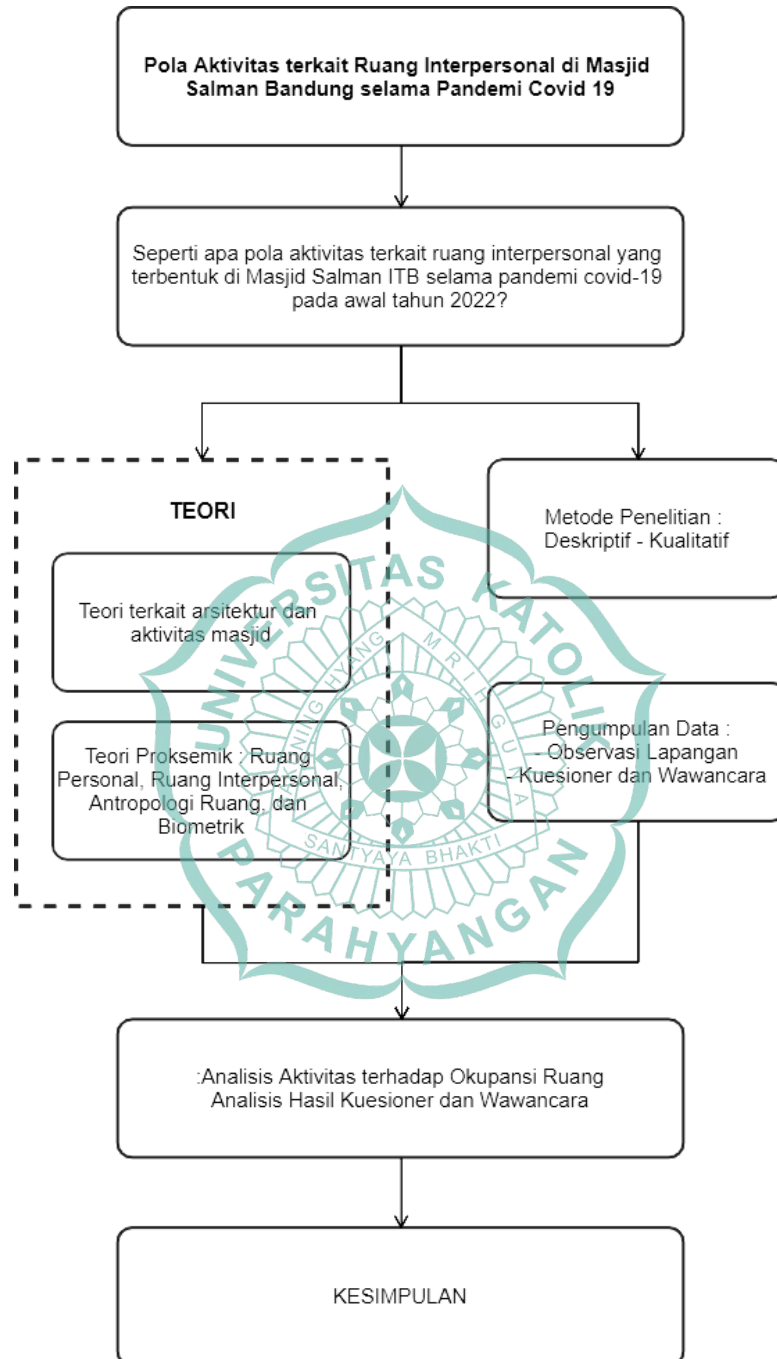 Pola Aktivitas terkait Ruang Interpersonal di Masjid
Salman Bandung selama Pandemi Covid 19
Seperti apa pola aktivitas terkait ruang interpersonal yang
terbentuk di Masjid Salman ITB selama pandemi covid-19
pada awal tahun 2022?
TEORI
Teori terkait arsitektur dan
aktivitas masjid
Teori Proksemik : Ruang
Personal, Ruang Interpersonal,
Antropologi Ruang, dan
Biometrik
Metode Penelitian :
Deskriptif - Kualitatif
Pengumpulan Data :
- Observasi Lapangan
- Kuesioner dan Wawancara
UNIVERSITAS KATOLIK
PARAHYANGAN
HYANG
SANTYAYA BHAKTI
:Analisis Aktivitas terhadap Okupansi Ruang
Analisis Hasil Kuesioner dan Wawancara
KESIMPULAN